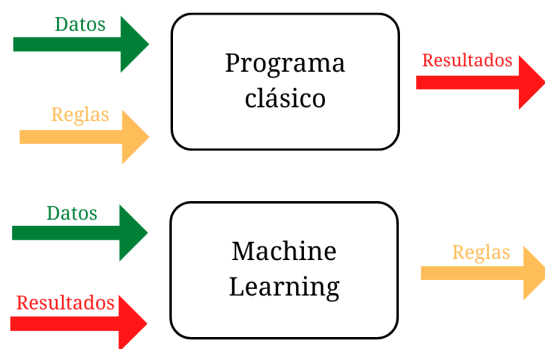 Datos
Reglas
Programa
clásico
Resultados
Datos
Resultados
Machine
Learning
Reglas